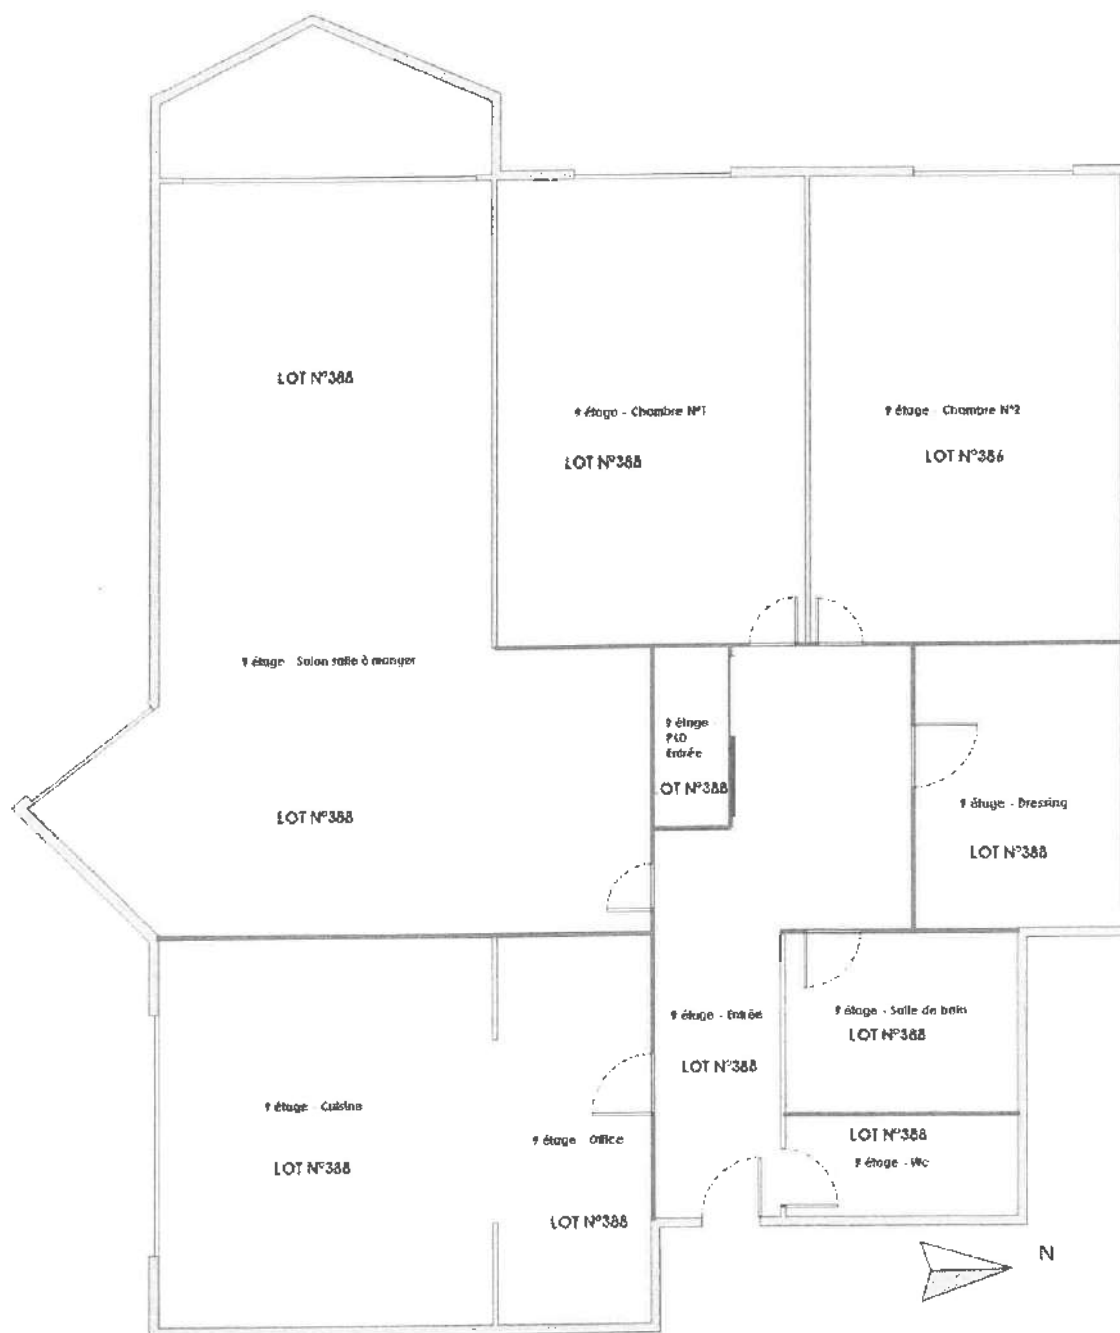 LOT N°388
9 étage - Chambre N°1
LOT N°388
9 étage - Chambre N°2
LOT N°386
9 étage - Salon salle à manger
9 étage -
PLD
Entrée
OT N°388
LOT N°388
9 étage - Dressing
LOT N°388
9 étage - Entrée
LOT N°388
9 étage - Salle de bain
LOT N°388
9 étage - Cuisine
LOT N°388
9 étage - Office
LOT N°388
LOT N°388
9 étage - Wc
N